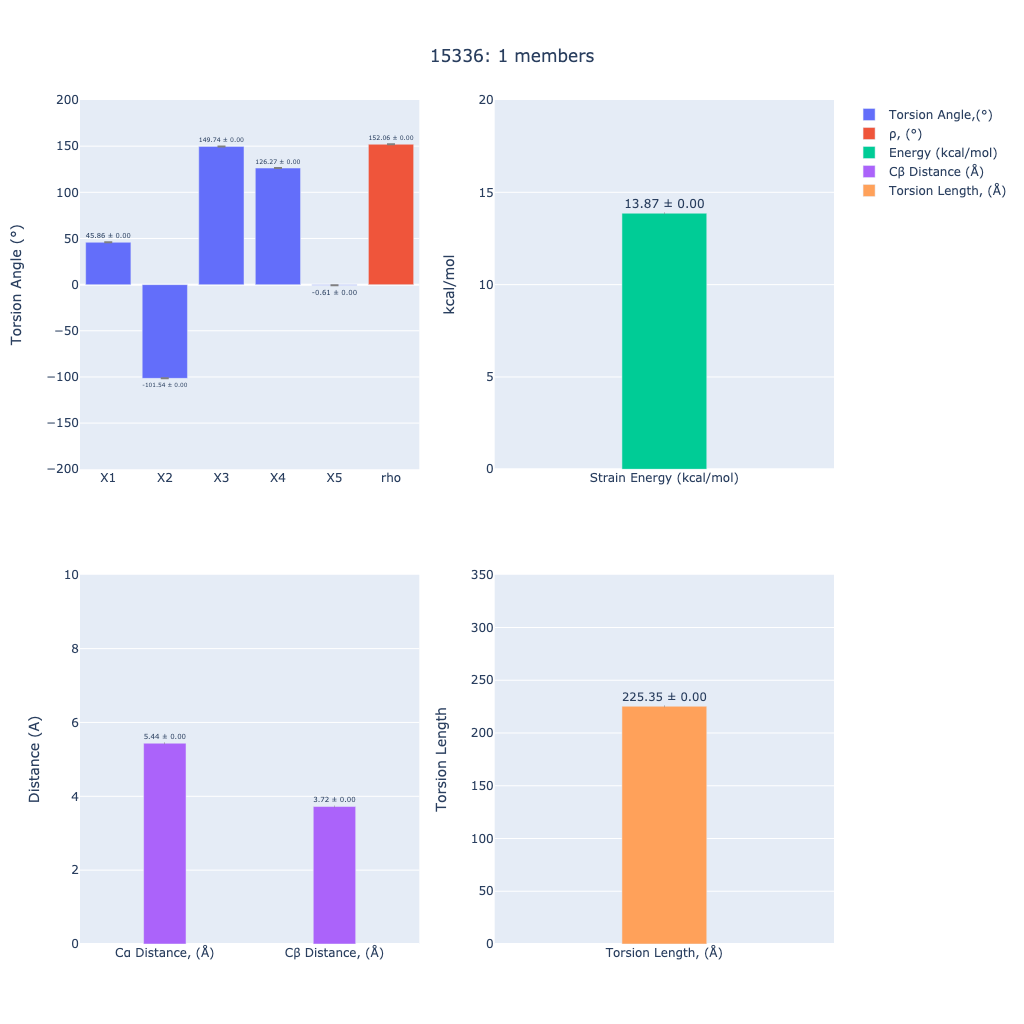 15336: 1 members
Torsion Angle (°)
200
150
100
50
0
−50
−100
−150
−200
45.86 ± 0.00
-101.54 ± 0.00
149.74 ± 0.00
126.27 ± 0.00
-0.61 ± 0.00
152.06 ± 0.00
X1 X2 X3 X4 X5 rho
kcal/mol
20
15
10
5
0
13.87 ± 0.00
Strain Energy (kcal/mol)
Torsion Angle,(°)
ρ, (°)
Energy (kcal/mol)
Cβ Distance (Å)
Torsion Length, (Å)
Distance (A)
10
8
6
4
2
0
5.44 ± 0.00
3.72 ± 0.00
Cα Distance, (Å) Cβ Distance, (Å)
Torsion Length
350
300
250
200
150
100
50
0
225.35 ± 0.00
Torsion Length, (Å)